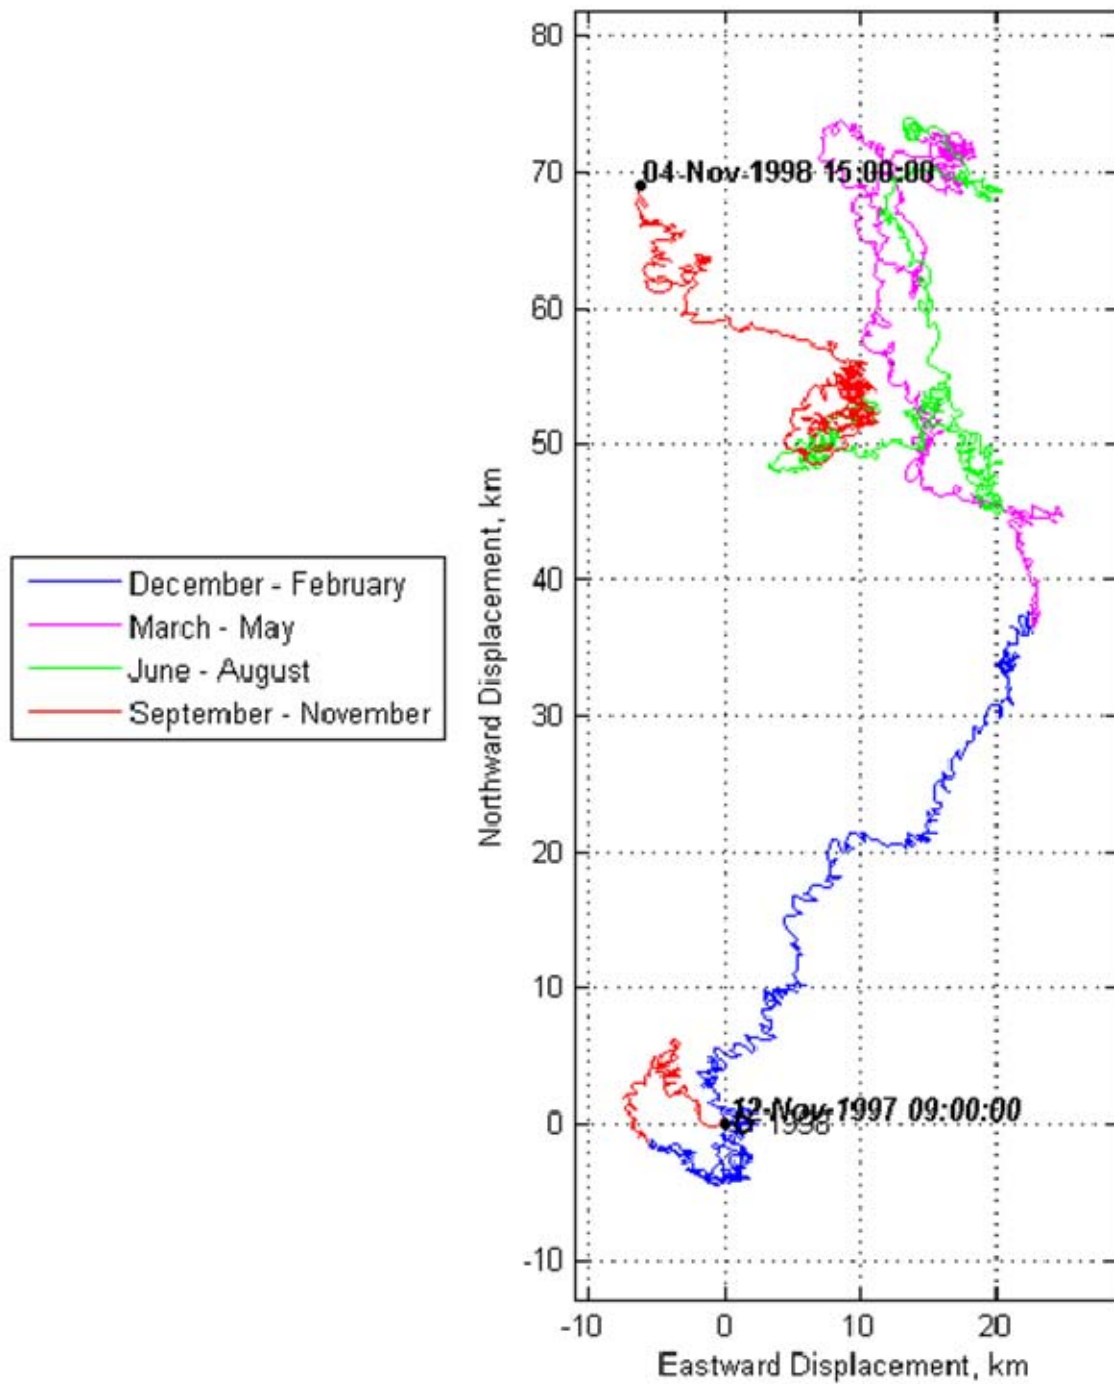 80
70
60
50
40
30
20
10
0
-10
04-Nov-1998 15:00:00
12-Nov-1997 09:00:00
1998
Northward Displacement, km
December - February
March - May
June - August
September - November
-10 0 10 20
Eastward Displacement, km